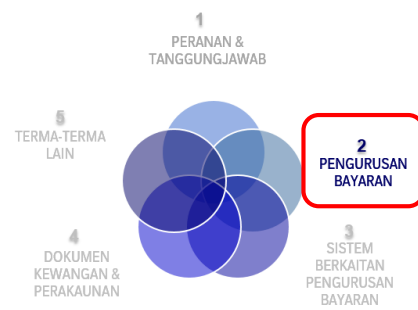 1
PERANAN &
TANGGUNGJAWAB
2
PENGURUSAN
BAYARAN
3
SISTEM
BERKAITAN
PENGURUSAN
BAYARAN
4
DOKUMEN
KEWANGAN &
PERAKAUNAN
5
TERMA-TERMA
LAIN